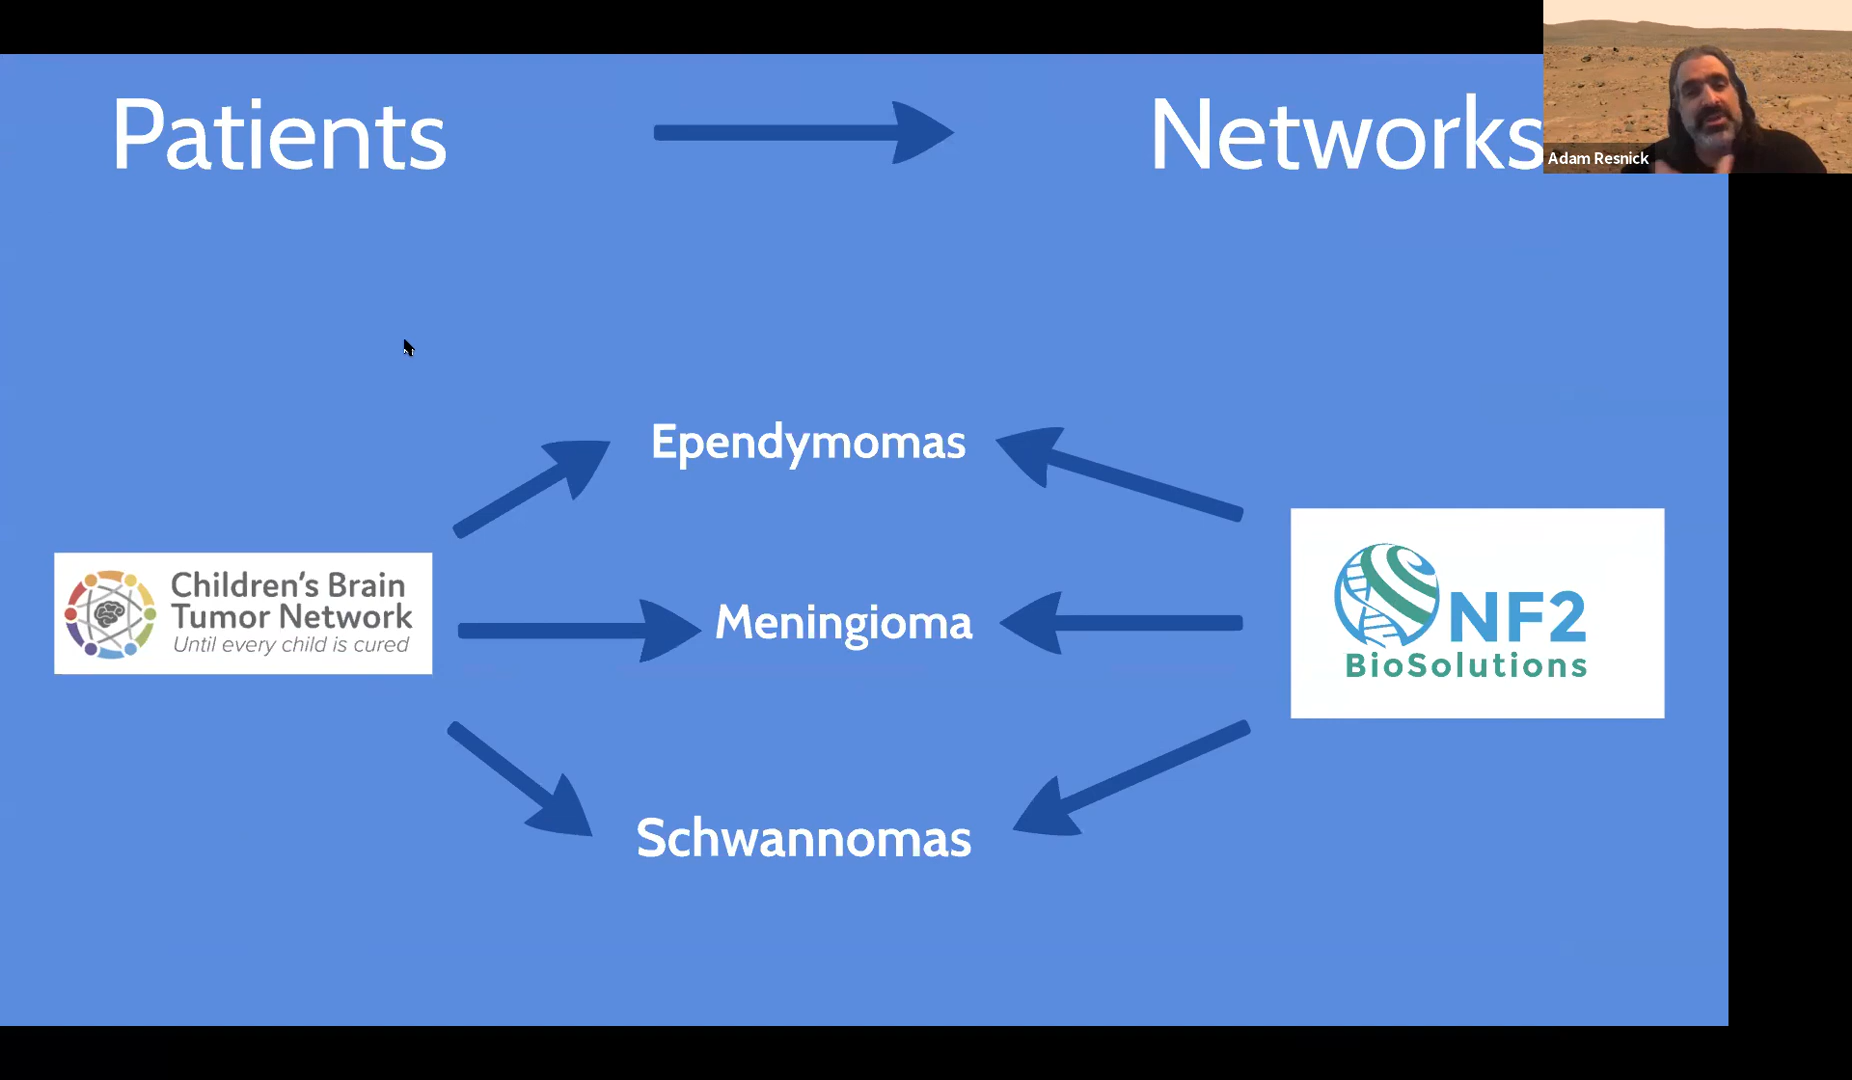 Patients
Networks
Adam Resnick
Ependymomas
Children's Brain
Tumor Network
Until every child is cured
Meningioma
NF2
BioSolutions
Schwannomas